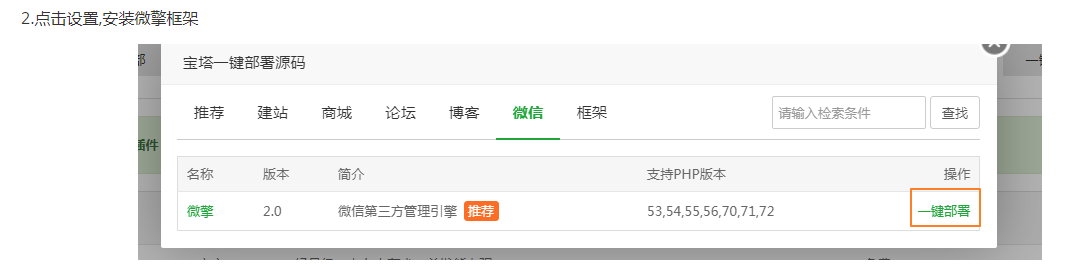 2.点击设置,安装微擎框架
部
宝塔一键部署源码
推荐 建站 商城 论坛 博客 微信 框架 请输入检索条件 查找
插件
名称 版本 简介 支持PHP版本 操作
微擎 2.0 微信第三方管理引擎 推荐 53,54,55,56,70,71,72 一键部署